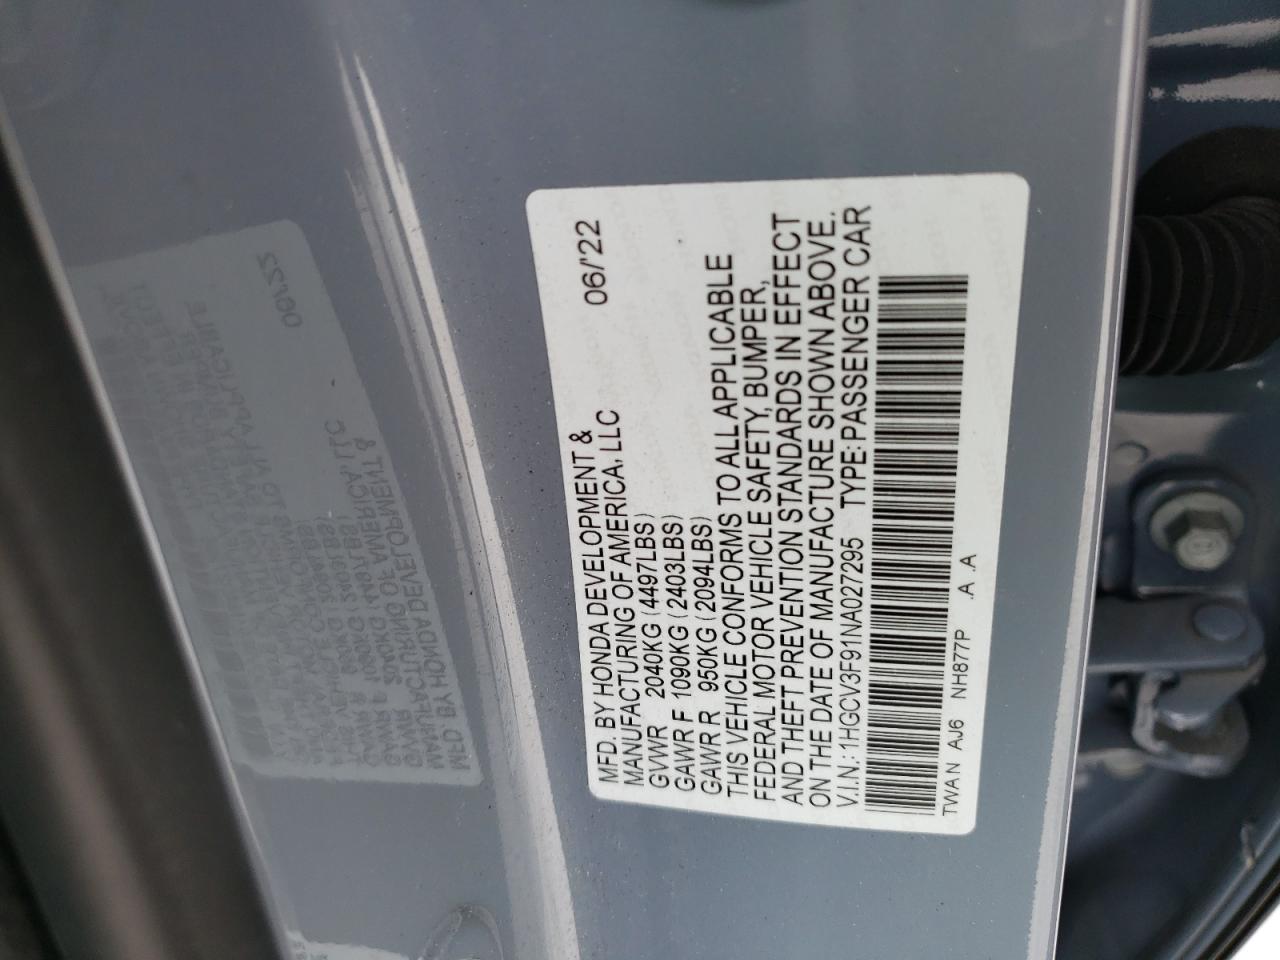 MFD. BY HONDA DEVELOPMENT &
MANUFACTURING OF AMERICA, LLC 06/'22
GVWR 2040KG (4497LBS)
GAWR F 1090KG (2403LBS)
GAWR R 950KG (2094LBS)
THIS VEHICLE CONFORMS TO ALL APPLICABLE
FEDERAL MOTOR VEHICLE SAFETY, BUMPER,
AND THEFT PREVENTION STANDARDS IN EFFECT
ON THE DATE OF MANUFACTURE SHOWN ABOVE.
V.I.N.: 1HGCV3F91NA027295 TYPE: PASSENGER CAR
TWAN AJ6 NH877P .A .A